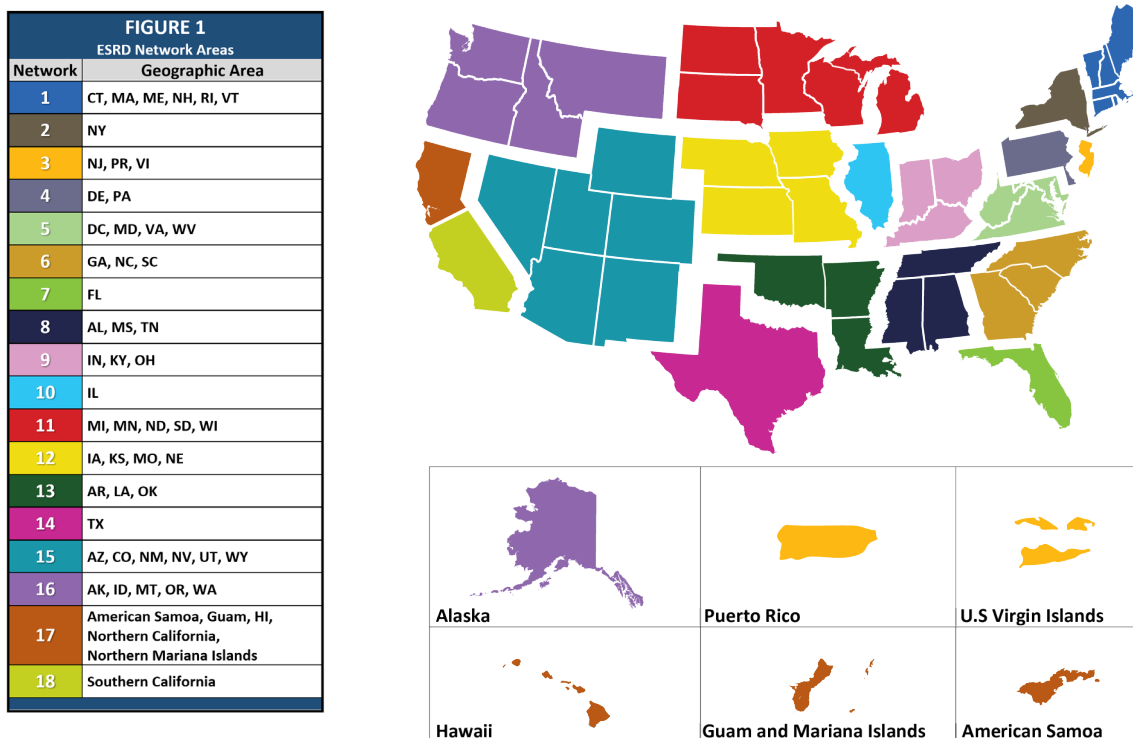 FIGURE 1
ESRD Network Areas
Network Geographic Area
1 CT, MA, ME, NH, RI, VT
2 NY
3 NJ, PR, VI
4 DE, PA
5 DC, MD, VA, WV
6 GA, NC, SC
7 FL
8 AL, MS, TN
9 IN, KY, OH
10 IL
11 MI, MN, ND, SD, WI
12 IA, KS, MO, NE
13 AR, LA, OK
14 TX
15 AZ, CO, NM, NV, UT, WY
16 AK, ID, MT, OR, WA
17 American Samoa, Guam, HI,
Northern California,
Northern Mariana Islands
18 Southern California
Alaska
Puerto Rico
U.S Virgin Islands
Hawaii
Guam and Mariana Islands
American Samoa